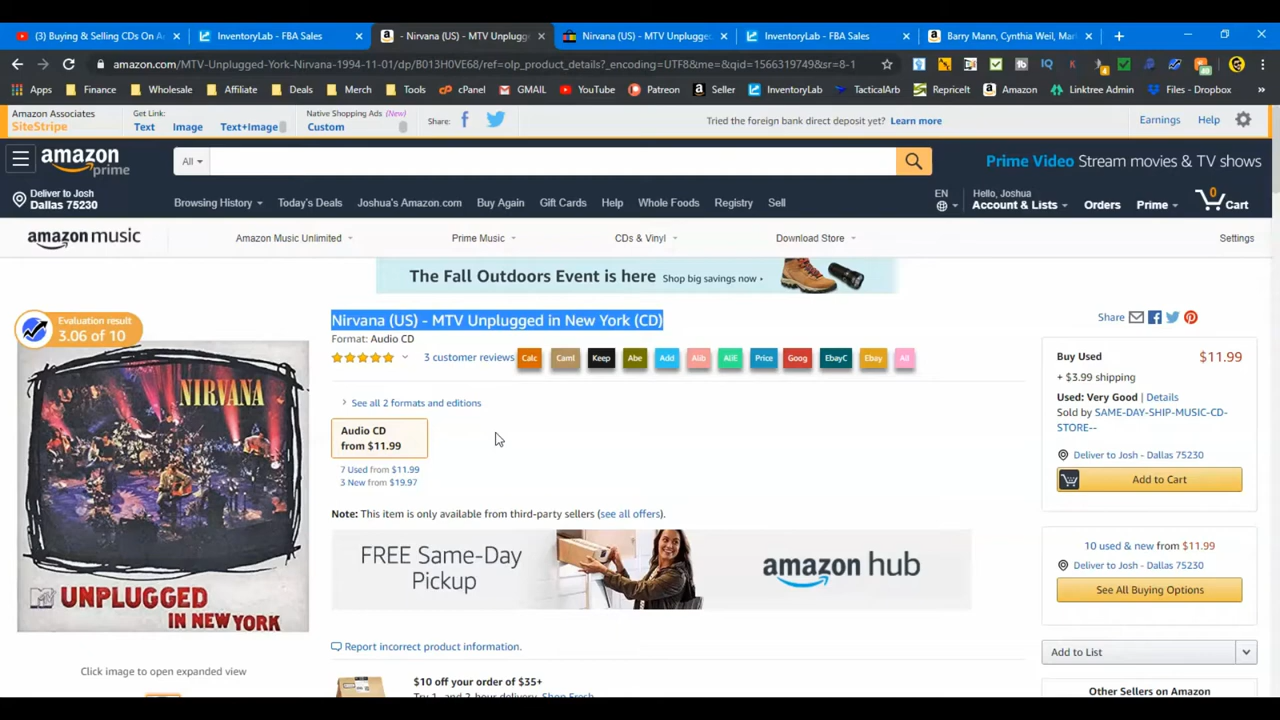 (3) Buying & Selling CDs On Am
InventoryLab - FBA Sales
- Nirvana (US) - MTV Unplugged
Nirvana (US) - MTV Unplugged
InventoryLab - FBA Sales
Barry Mann, Cynthia Weil, Mar
amazon.com/MTV-Unplugged-York-Nirvana-1994-11-01/dp/B013H0VE68/ref=olp_product_details?_encoding=UTF8&me=&qid=1566319749&sr=8-1
Apps
Finance
Wholesale
Affiliate
Deals
Merch
Tools
cPanel
GMAIL
YouTube
Patreon
Seller
InventoryLab
TacticalArb
Repricelt
Amazon
Linktree Admin
Files - Dropbox
Amazon Associates
SiteStripe
Get Link:
Text
Image
Text+Image
Native Shopping Ads (New)
Custom
Share:
Tried the foreign bank direct deposit yet? Learn more
Earnings
Help
amazon prime
All
Prime Video Stream movies & TV shows
Deliver to Josh
Dallas 75230
Browsing History
Today's Deals
Joshua's Amazon.com
Buy Again
Gift Cards
Help
Whole Foods
Registry
Sell
EN
Hello, Joshua
Account & Lists
Orders
Prime
0
Cart
amazon music
Amazon Music Unlimited
Prime Music
CDs & Vinyl
Download Store
Settings
The Fall Outdoors Event is here Shop big savings now
Evaluation result
3.06 of 10
NIRVANA
MTV UNPLUGGED
IN NEW YORK
Click image to open expanded view
Nirvana (US) - MTV Unplugged in New York (CD)
Format: Audio CD
3 customer reviews
Calc
Caml
Keep
Abe
Add
Alib
AliE
Price
Goog
EbayC
Ebay
All
See all 2 formats and editions
Audio CD
from $11.99
7 Used from $11.99
3 New from $19.97
Note: This item is only available from third-party sellers (see all offers).
FREE Same-Day
Pickup
amazon hub
Report incorrect product information.
$10 off your order of $35+
Try 1- and 2-hour delivery. Shop Fresh
Share
Buy Used
$11.99
+ $3.99 shipping
Used: Very Good | Details
Sold by SAME-DAY-SHIP-MUSIC-CD-
STORE--
Deliver to Josh - Dallas 75230
Add to Cart
10 used & new from $11.99
Deliver to Josh - Dallas 75230
See All Buying Options
Add to List
Other Sellers on Amazon